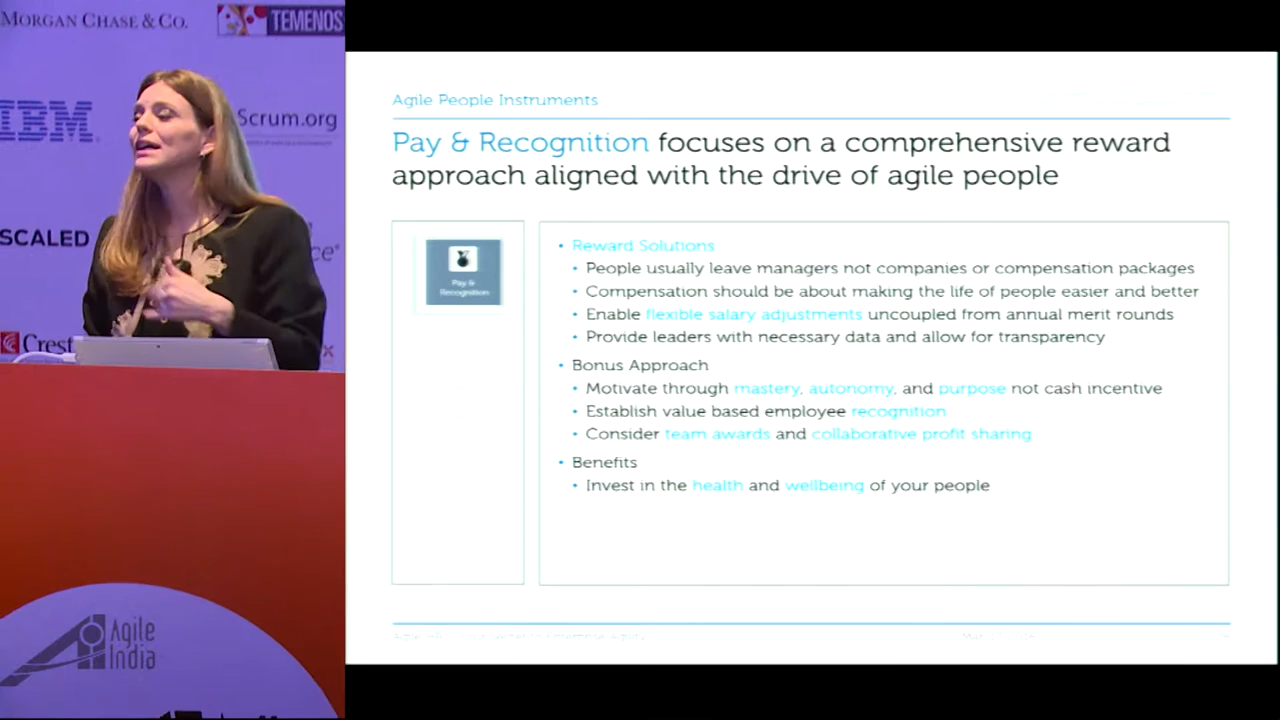 MORGAN CHASE & CO.
TEMENOS
IBM
Scrum.org
SCALED
Crest
Agile
India
Agile People Instruments
Pay & Recognition focuses on a comprehensive reward
approach aligned with the drive of agile people
Pay &
Recognition
• Reward Solutions
• People usually leave managers not companies or compensation packages
• Compensation should be about making the life of people easier and better
• Enable flexible salary adjustments uncoupled from annual merit rounds
• Provide leaders with necessary data and allow for transparency
• Bonus Approach
• Motivate through mastery, autonomy, and purpose not cash incentive
• Establish value based employee recognition
• Consider team awards and collaborative profit sharing
• Benefits
• Invest in the health and wellbeing of your people